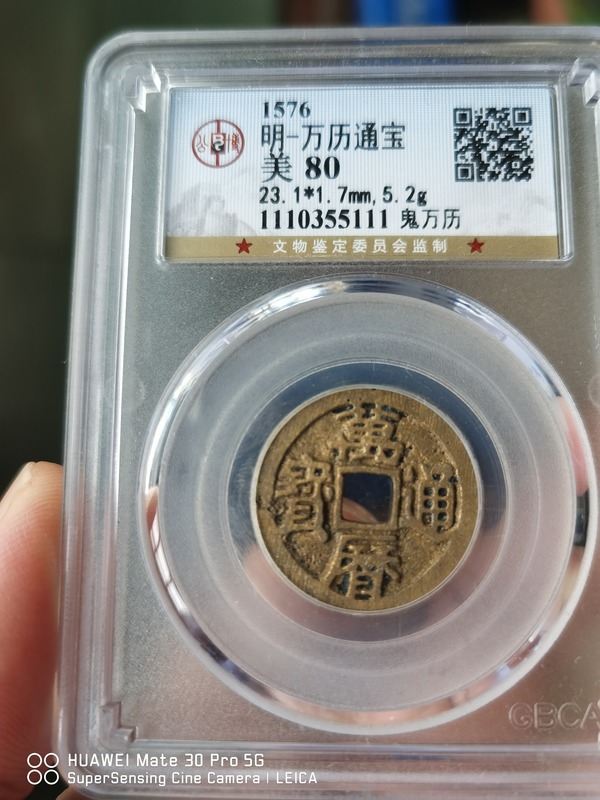 1576
明-万历通宝
美 80
23.1*1.7mm,5.2g
1110355111 鬼万历
★ 文物鉴定委员会监制 ★
萬
寶 通
曆
GBCA
HUAWEI Mate 30 Pro 5G
SuperSensing Cine Camera | LEICA